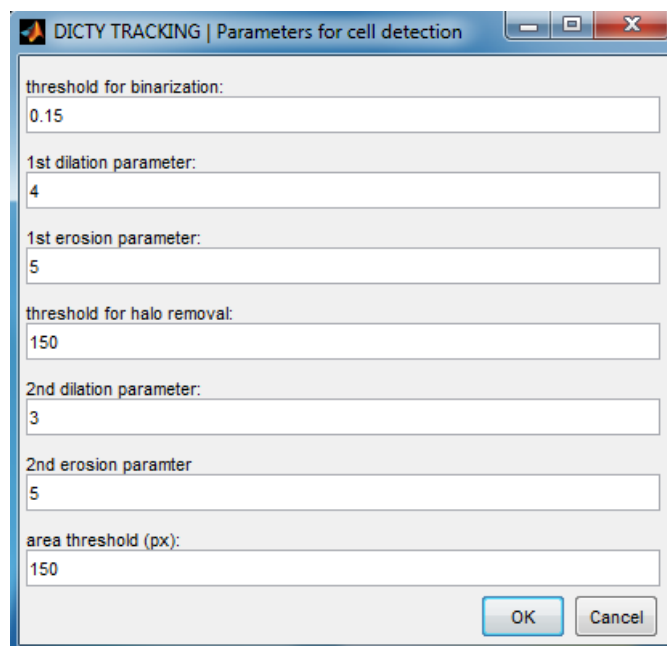 DICTY TRACKING | Parameters for cell detection
threshold for binarization:
0.15
1st dilation parameter:
4
1st erosion parameter:
5
threshold for halo removal:
150
2nd dilation parameter:
3
2nd erosion paramter
5
area threshold (px):
150
OK Cancel